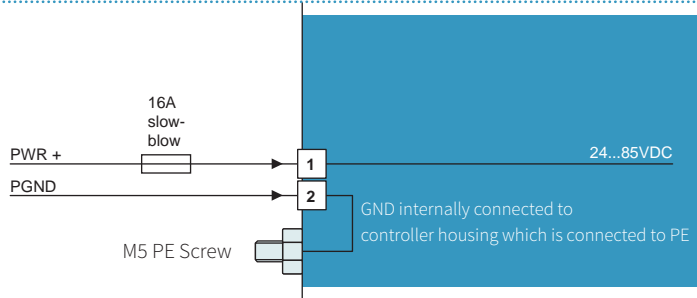 16A
slow-
blow
PWR +
1
24...85VDC
PGND
2
GND internally connected to
controller housing which is connected to PE
M5 PE Screw